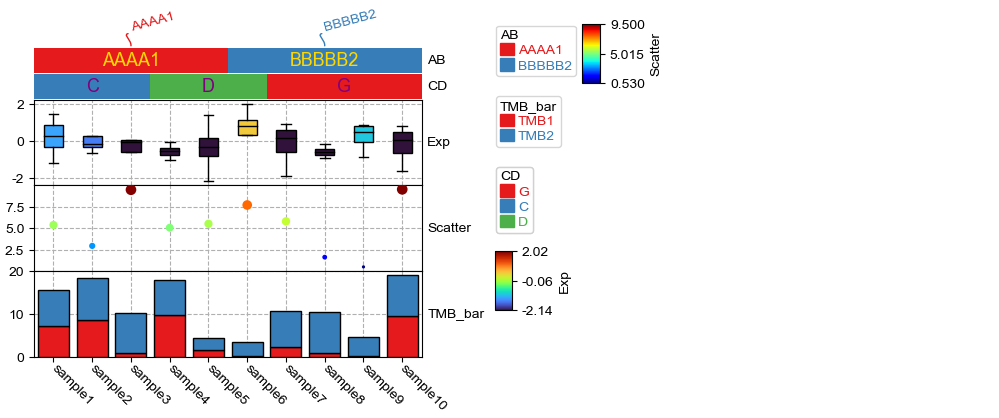 AAAA1
BBBBB2
AAAA1 BBBBB2 AB
C D G CD
2
0
-2
Exp
7.5
5.0
2.5
Scatter
20
10
0
TMB_bar
sample1 sample2 sample3 sample4 sample5 sample6 sample7 sample8 sample9 sample10
AB
AAAA1
BBBBB2
TMB_bar
TMB1
TMB2
CD
G
C
D
2.02
-0.06
-2.14
Exp
9.500
5.015
0.530
Scatter